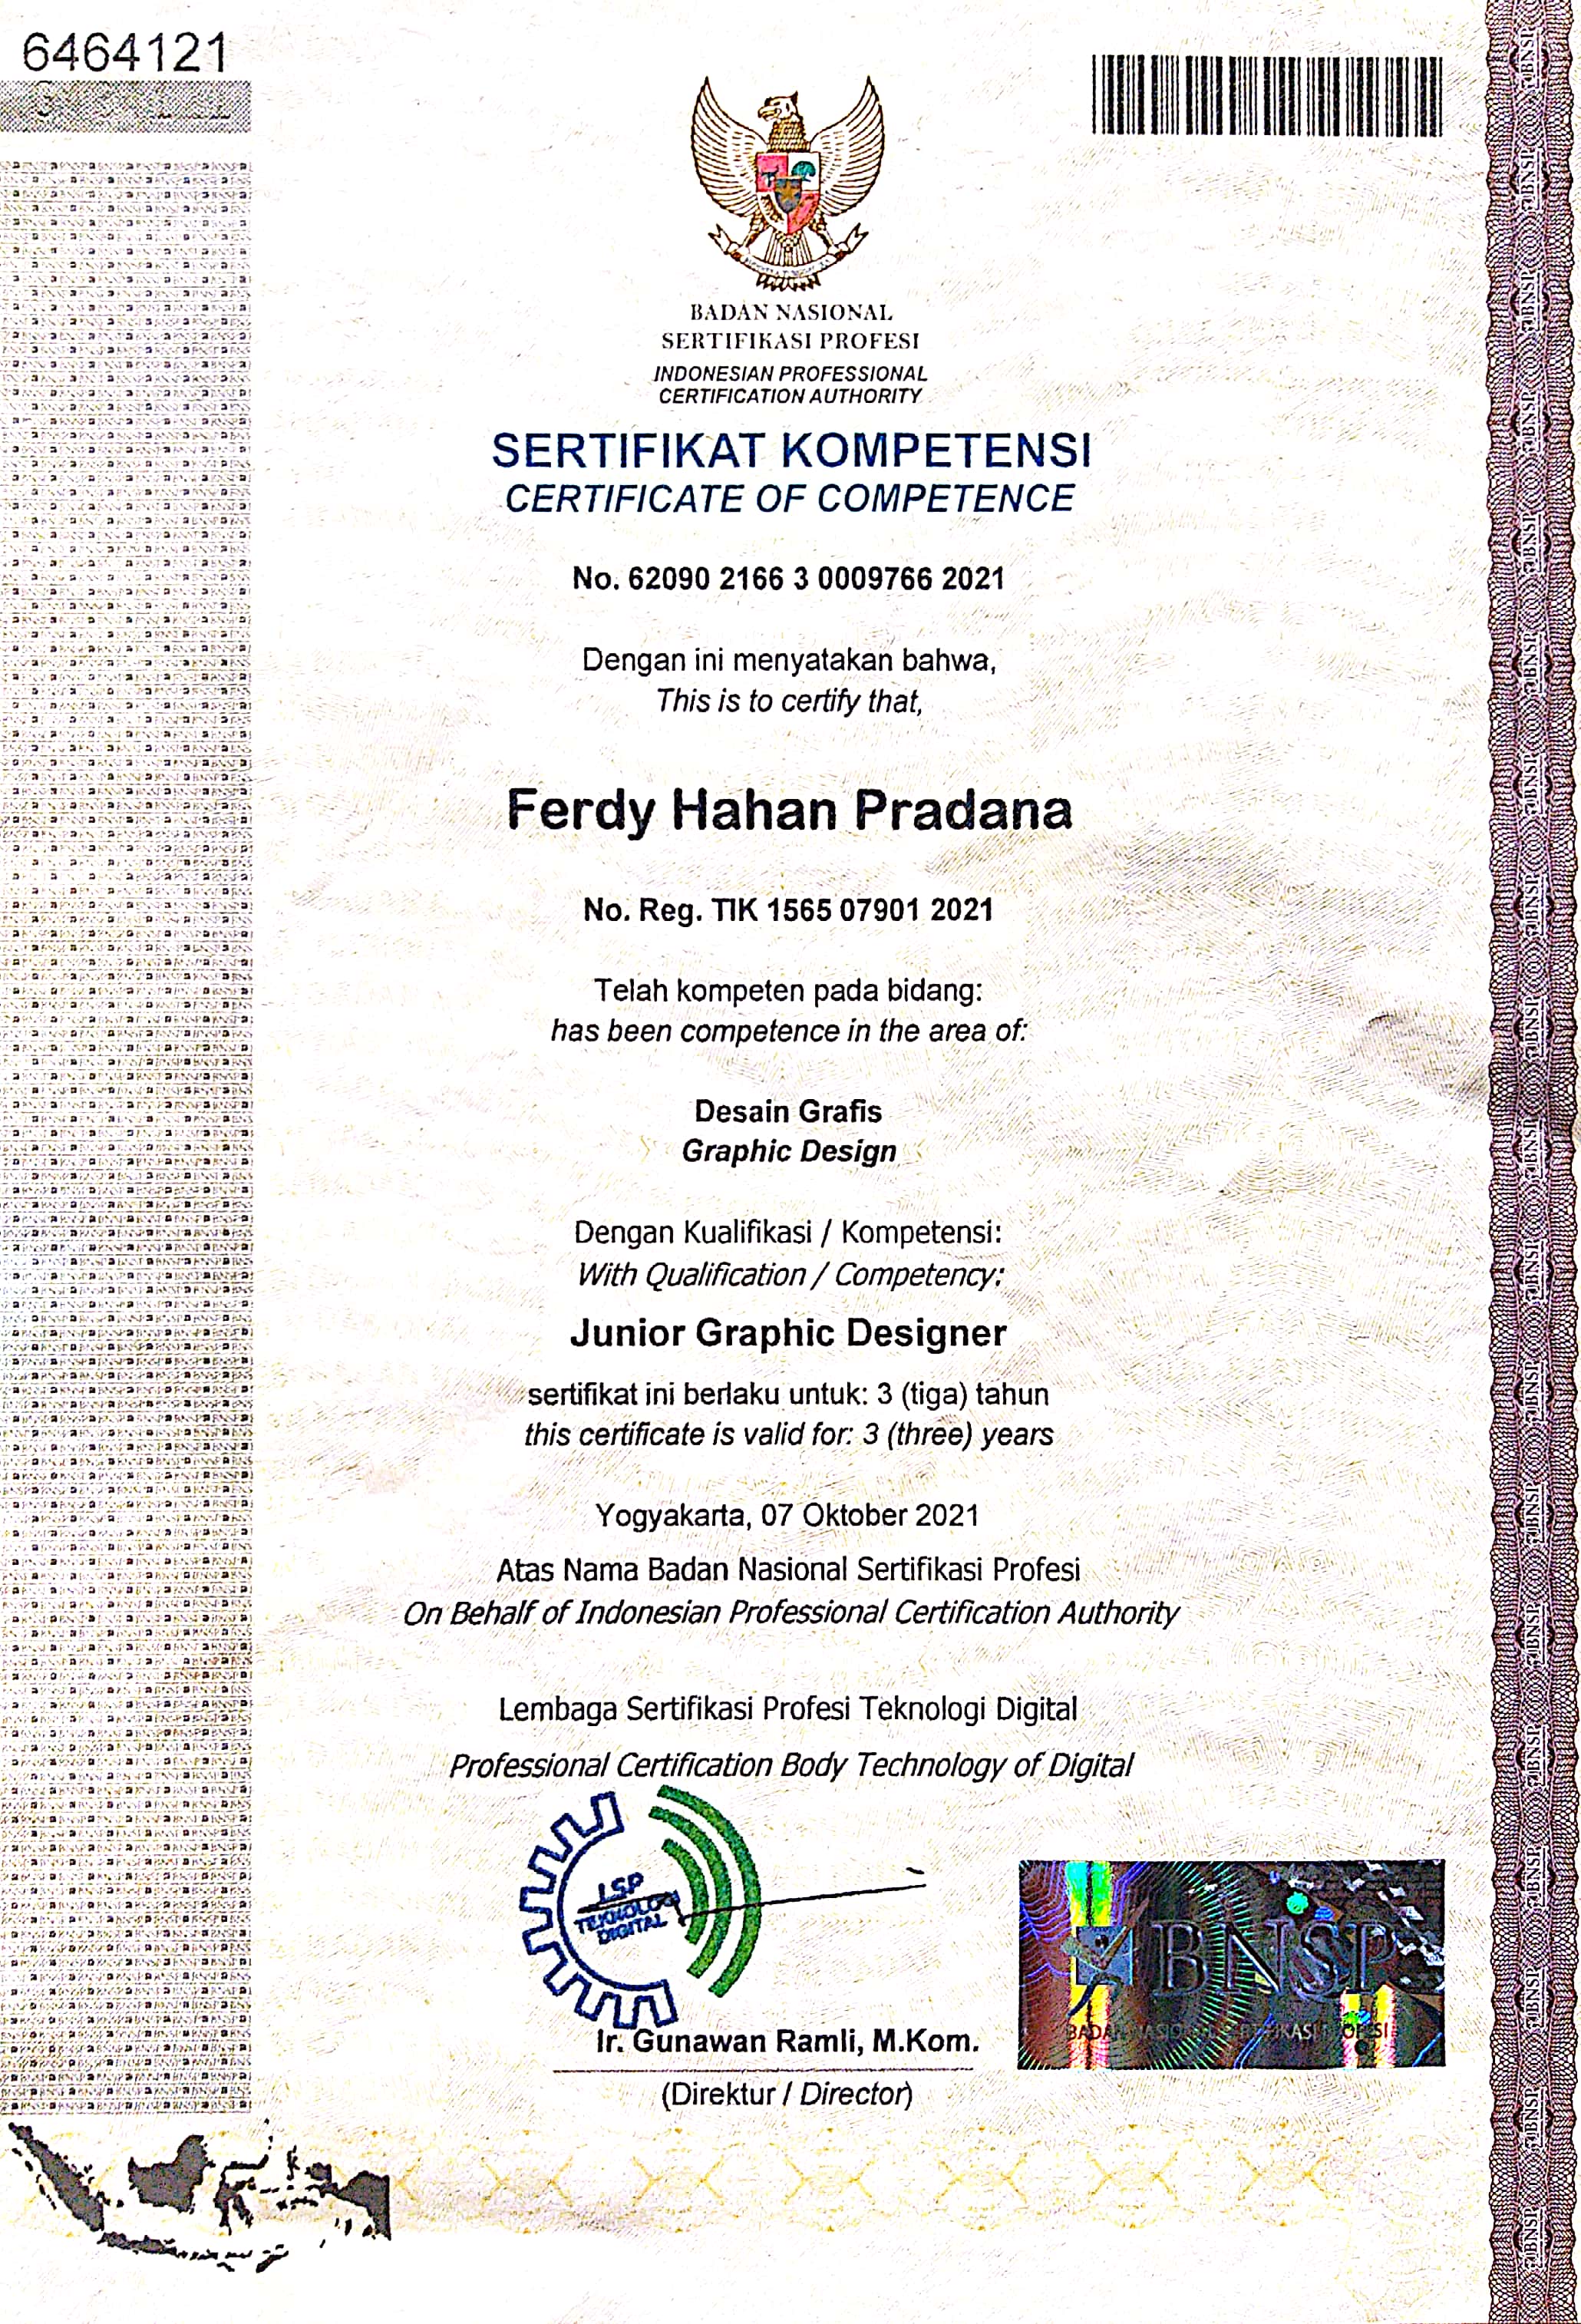 6464121
BADAN NASIONAL
SERTIFIKASI PROFESI
INDONESIAN PROFESSIONAL
CERTIFICATION AUTHORITY
SERTIFIKAT KOMPETENSI
CERTIFICATE OF COMPETENCE
No. 62090 2166 3 0009766 2021
Dengan ini menyatakan bahwa,
This is to certify that,
Ferdy Hahan Pradana
No. Reg. TIK 1565 07901 2021
Telah kompeten pada bidang:
has been competence in the area of:
Desain Grafis
Graphic Design
Dengan Kualifikasi / Kompetensi:
With Qualification / Competency:
Junior Graphic Designer
sertifikat ini berlaku untuk: 3 (tiga) tahun
this certificate is valid for: 3 (three) years
Yogyakarta, 07 Oktober 2021
Atas Nama Badan Nasional Sertifikasi Profesi
On Behalf of Indonesian Professional Certification Authority
Lembaga Sertifikasi Profesi Teknologi Digital
Professional Certification Body Technology of Digital
LSP
TEKNOLOGI
DIGITAL
BNSP
BADAN NASIONAL SERTIFIKASI PROFESI
Ir. Gunawan Ramli, M.Kom.
(Direktur / Director)